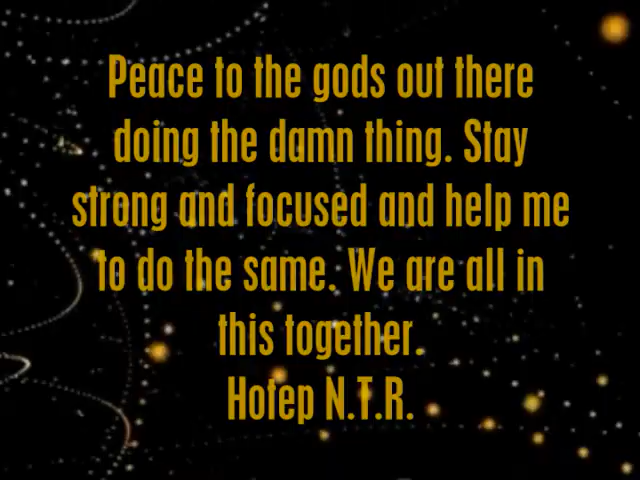 Peace to the gods out there
doing the damn thing. Stay
strong and focused and help me
to do the same. We are all in
this together.
Hotep N.T.R.